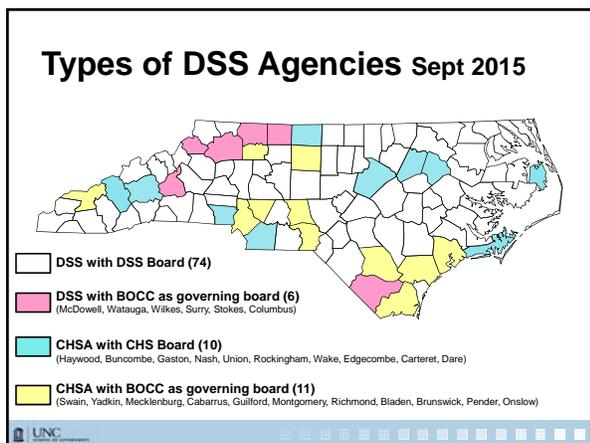 Types of DSS Agencies Sept 2015
DSS with DSS Board (74)
DSS with BOCC as governing board (6)
(McDowell, Watauga, Wilkes, Surry, Stokes, Columbus)
CHSA with CHS Board (10)
(Haywood, Buncombe, Gaston, Nash, Union, Rockingham, Wake, Edgecombe, Carteret, Dare)
CHSA with BOCC as governing board (11)
(Swain, Yadkin, Mecklenburg, Cabarrus, Guilford, Montgomery, Richmond, Bladen, Brunswick, Pender, Onslow)
UNC
SCHOOL OF GOVERNMENT